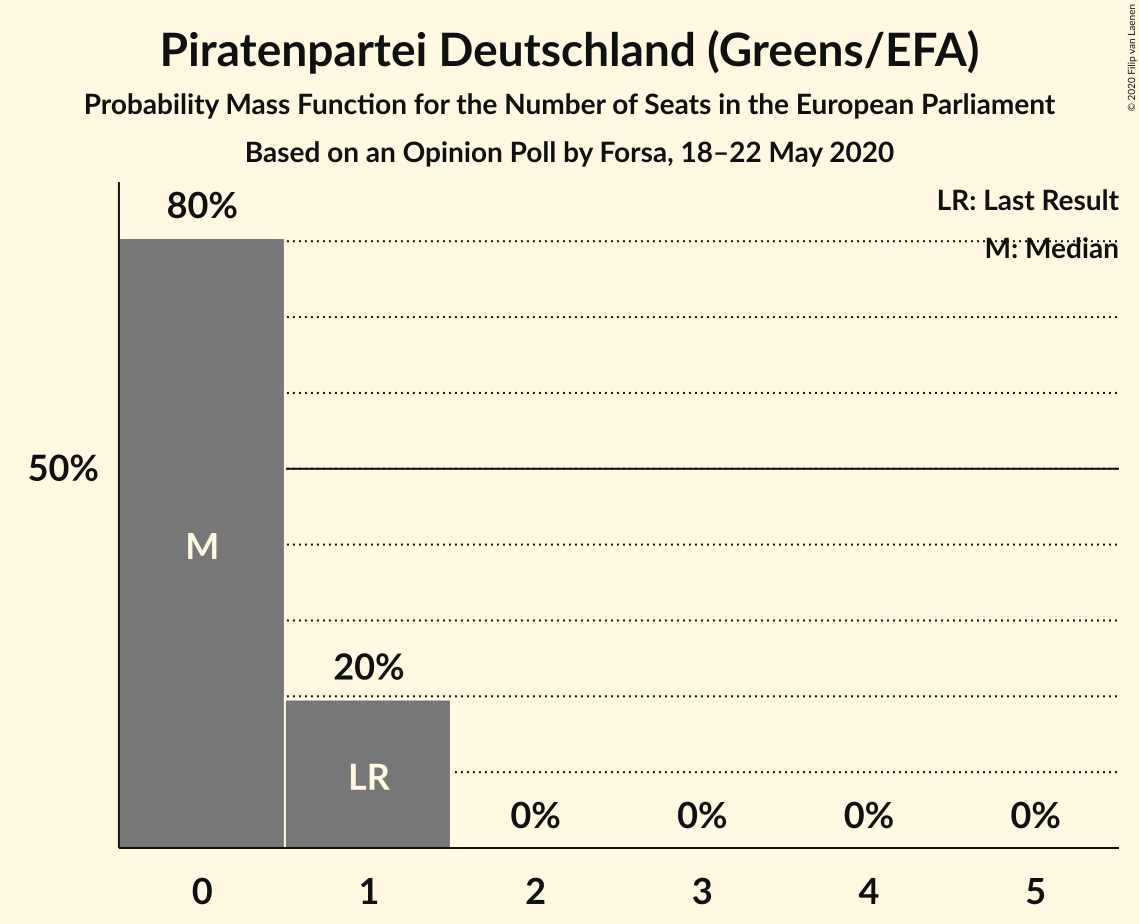 Piratenpartei Deutschland (Greens/EFA)
Probability Mass Function for the Number of Seats in the European Parliament
Based on an Opinion Poll by Forsa, 18–22 May 2020
© 2020 Filip van Laenen
LR: Last Result
M: Median
80%
50%
M
20%
LR
0% 0% 0% 0%
0 1 2 3 4 5